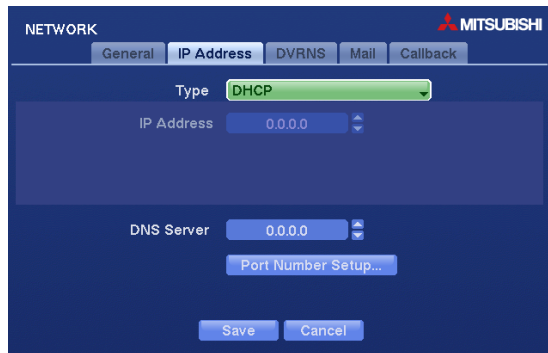 NETWORK
MITSUBISHI
General IP Address DVRNS Mail Callback
Type DHCP
IP Address 0.0.0.0
DNS Server 0.0.0.0
Port Number Setup...
Save Cancel